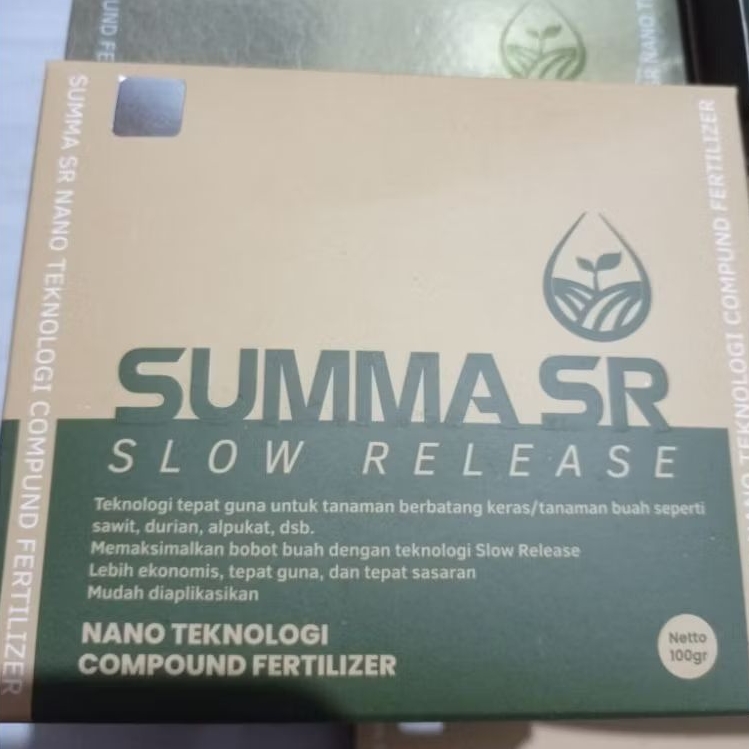 SUMMA SR NANO TEKNOLOGI COMPUND FERTILIZER
SUMMA SR
SLOW RELEASE
Teknologi tepat guna untuk tanaman berbatang keras/tanaman buah seperti
sawit, durian, alpukat, dsb.
Memaksimalkan bobot buah dengan teknologi Slow Release
Lebih ekonomis, tepat guna, dan tepat sasaran
Mudah diaplikasikan
NANO TEKNOLOGI
COMPOUND FERTILIZER
Netto
100gr
TEKNOLOGI COMPUND FERTILIZER
SR NANO